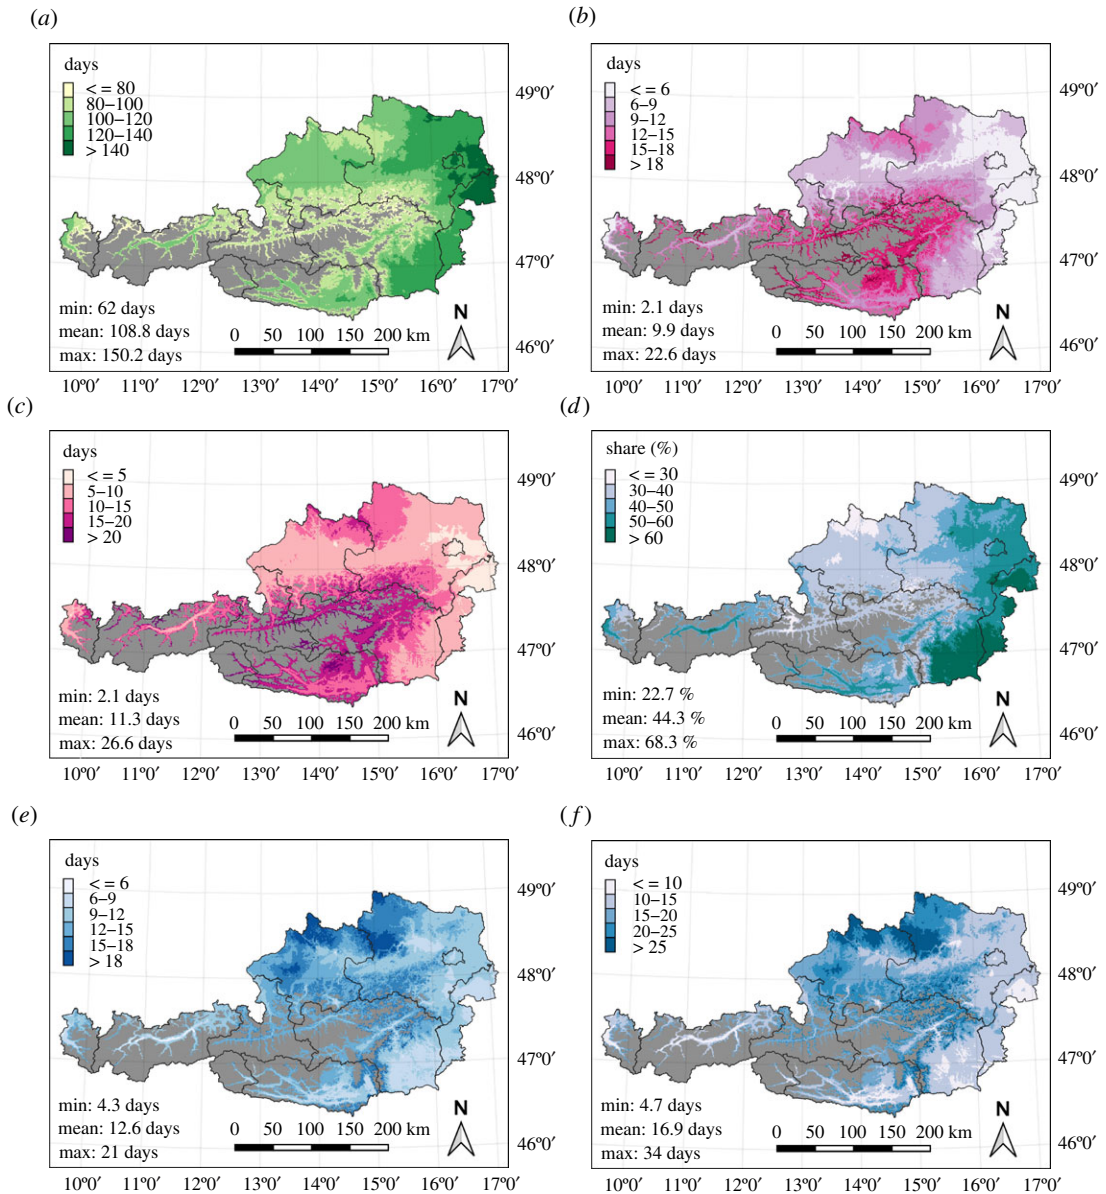 (a)
days
< = 80
80–100
100–120
120–140
> 140
49°0′
48°0′
47°0′
46°0′
min: 62 days
mean: 108.8 days
max: 150.2 days
0 50 100 150 200 km
N
10°0′ 11°0′ 12°0′ 13°0′ 14°0′ 15°0′ 16°0′ 17°0′
(b)
days
< = 6
6–9
9–12
12–15
15–18
> 18
49°0′
48°0′
47°0′
46°0′
min: 2.1 days
mean: 9.9 days
max: 22.6 days
0 50 100 150 200 km
N
10°0′ 11°0′ 12°0′ 13°0′ 14°0′ 15°0′ 16°0′ 17°0′
(c)
days
< = 5
5–10
10–15
15–20
> 20
49°0′
48°0′
47°0′
46°0′
min: 2.1 days
mean: 11.3 days
max: 26.6 days
0 50 100 150 200 km
N
10°0′ 11°0′ 12°0′ 13°0′ 14°0′ 15°0′ 16°0′ 17°0′
(d)
share (%)
< = 30
30–40
40–50
50–60
> 60
49°0′
48°0′
47°0′
46°0′
min: 22.7 %
mean: 44.3 %
max: 68.3 %
0 50 100 150 200 km
N
10°0′ 11°0′ 12°0′ 13°0′ 14°0′ 15°0′ 16°0′ 17°0′
(e)
days
< = 6
6–9
9–12
12–15
15–18
> 18
49°0′
48°0′
47°0′
46°0′
min: 4.3 days
mean: 12.6 days
max: 21 days
0 50 100 150 200 km
N
10°0′ 11°0′ 12°0′ 13°0′ 14°0′ 15°0′ 16°0′ 17°0′
(f)
days
< = 10
10–15
15–20
20–25
> 25
49°0′
48°0′
47°0′
46°0′
min: 4.7 days
mean: 16.9 days
max: 34 days
0 50 100 150 200 km
N
10°0′ 11°0′ 12°0′ 13°0′ 14°0′ 15°0′ 16°0′ 17°0′